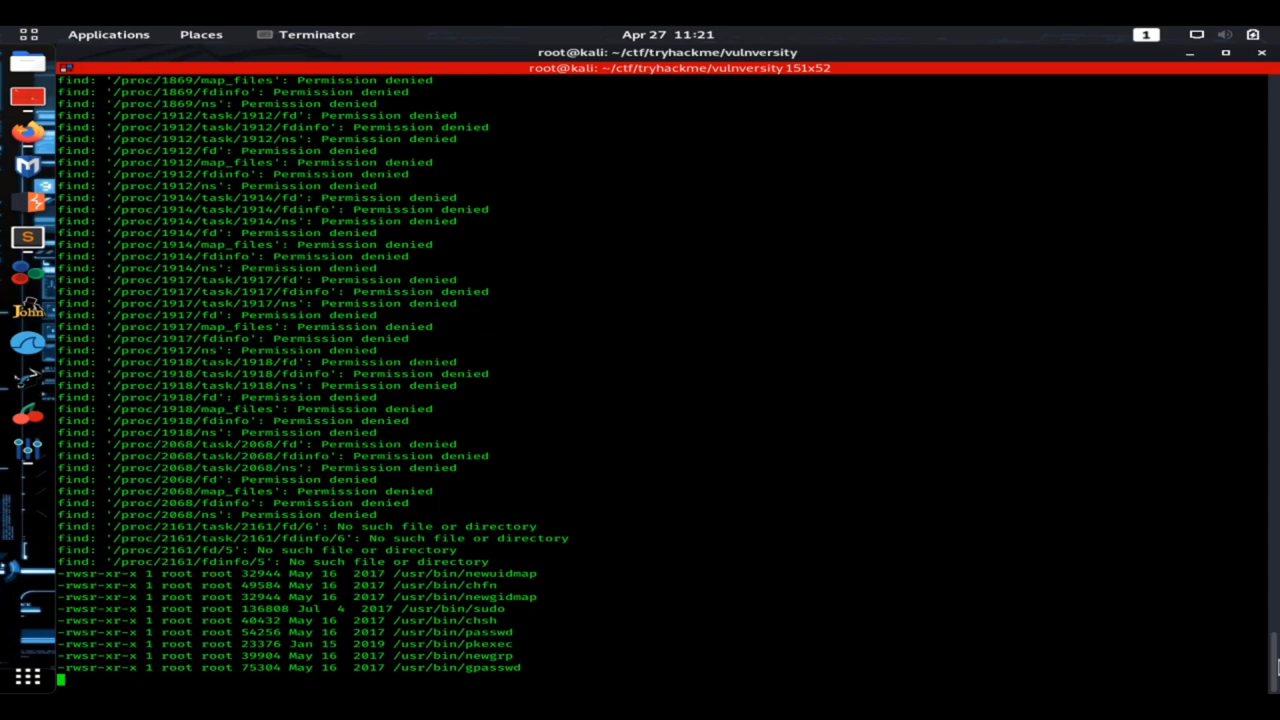 Applications Places Terminator Apr 27 11:21 1
root@kali: ~/ctf/tryhackme/vulnversity
root@kali: ~/ctf/tryhackme/vulnversity 151x52
find: '/proc/1869/map_files': Permission denied
find: '/proc/1869/fdinfo': Permission denied
find: '/proc/1869/ns': Permission denied
find: '/proc/1912/task/1912/fd': Permission denied
find: '/proc/1912/task/1912/fdinfo': Permission denied
find: '/proc/1912/task/1912/ns': Permission denied
find: '/proc/1912/fd': Permission denied
find: '/proc/1912/map_files': Permission denied
find: '/proc/1912/fdinfo': Permission denied
find: '/proc/1912/ns': Permission denied
find: '/proc/1914/task/1914/fd': Permission denied
find: '/proc/1914/task/1914/fdinfo': Permission denied
find: '/proc/1914/task/1914/ns': Permission denied
find: '/proc/1914/fd': Permission denied
find: '/proc/1914/map_files': Permission denied
find: '/proc/1914/fdinfo': Permission denied
find: '/proc/1914/ns': Permission denied
find: '/proc/1917/task/1917/fd': Permission denied
find: '/proc/1917/task/1917/fdinfo': Permission denied
find: '/proc/1917/task/1917/ns': Permission denied
find: '/proc/1917/fd': Permission denied
find: '/proc/1917/map_files': Permission denied
find: '/proc/1917/fdinfo': Permission denied
find: '/proc/1917/ns': Permission denied
find: '/proc/1918/task/1918/fd': Permission denied
find: '/proc/1918/task/1918/fdinfo': Permission denied
find: '/proc/1918/task/1918/ns': Permission denied
find: '/proc/1918/fd': Permission denied
find: '/proc/1918/map_files': Permission denied
find: '/proc/1918/fdinfo': Permission denied
find: '/proc/1918/ns': Permission denied
find: '/proc/2068/task/2068/fd': Permission denied
find: '/proc/2068/task/2068/fdinfo': Permission denied
find: '/proc/2068/task/2068/ns': Permission denied
find: '/proc/2068/fd': Permission denied
find: '/proc/2068/map_files': Permission denied
find: '/proc/2068/fdinfo': Permission denied
find: '/proc/2068/ns': Permission denied
find: '/proc/2161/task/2161/fd/6': No such file or directory
find: '/proc/2161/task/2161/fdinfo/6': No such file or directory
find: '/proc/2161/fd/5': No such file or directory
find: '/proc/2161/fdinfo/5': No such file or directory
-rwsr-xr-x 1 root root 32944 May 16  2017 /usr/bin/newuidmap
-rwsr-xr-x 1 root root 49584 May 16  2017 /usr/bin/chfn
-rwsr-xr-x 1 root root 32944 May 16  2017 /usr/bin/newgidmap
-rwsr-xr-x 1 root root 136808 Jul  4  2017 /usr/bin/sudo
-rwsr-xr-x 1 root root 40432 May 16  2017 /usr/bin/chsh
-rwsr-xr-x 1 root root 54256 May 16  2017 /usr/bin/passwd
-rwsr-xr-x 1 root root 23376 Jan 15  2019 /usr/bin/pkexec
-rwsr-xr-x 1 root root 39904 May 16  2017 /usr/bin/newgrp
-rwsr-xr-x 1 root root 75304 May 16  2017 /usr/bin/gpasswd
S
John